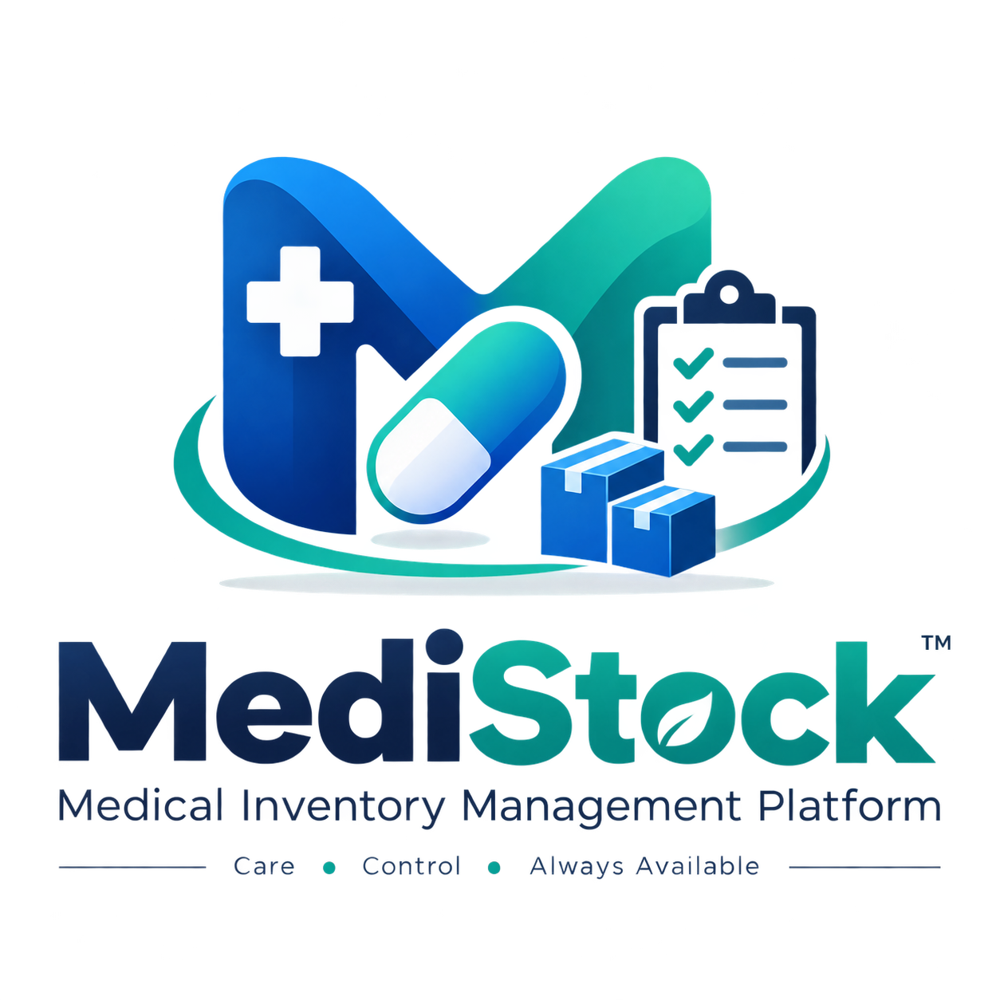 MediStock™
Medical Inventory Management Platform
Care • Control • Always Available